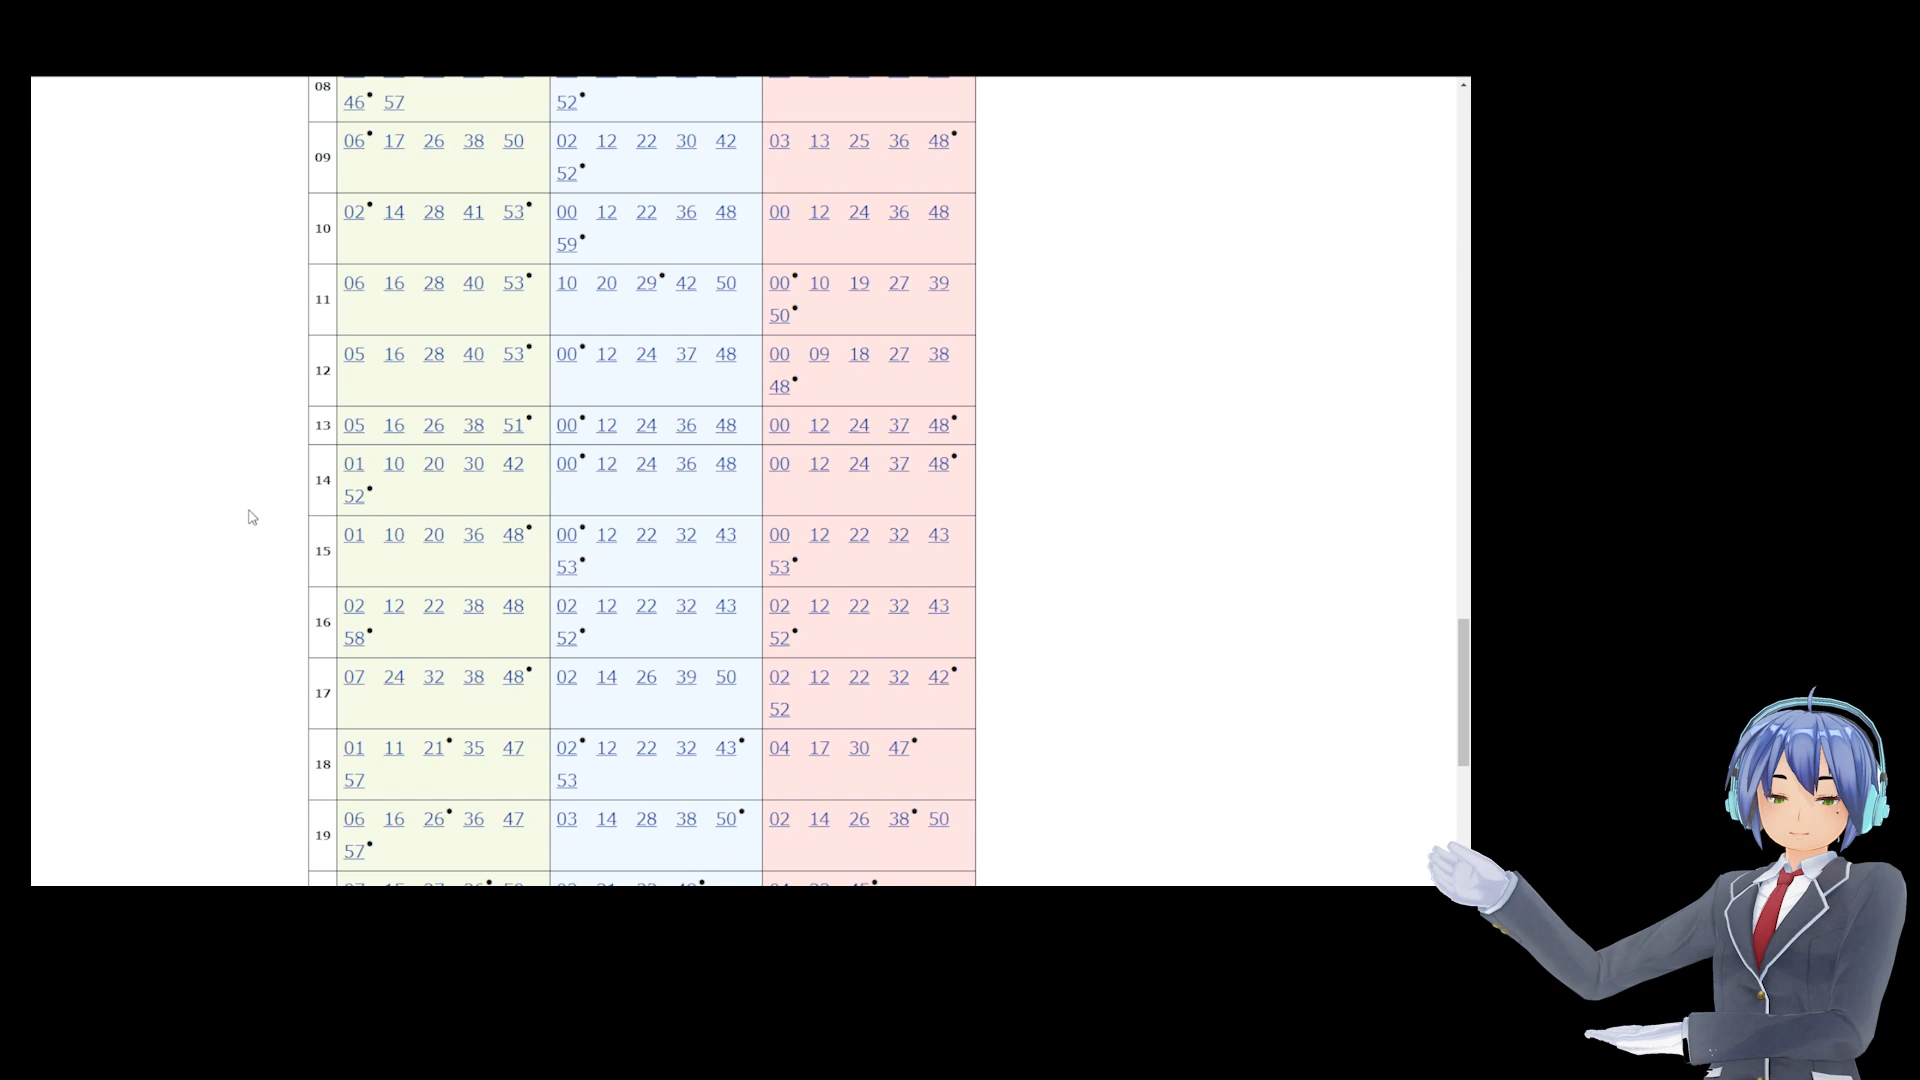 08 46• 57 52•
09 06• 17 26 38 50 02 12 22 30 42 03 13 25 36 48•
52•
10 02• 14 28 41 53• 00 12 22 36 48 00 12 24 36 48
59•
11 06 16 28 40 53• 10 20 29• 42 50 00• 10 19 27 39
50•
12 05 16 28 40 53• 00• 12 24 37 48 00 09 18 27 38
48•
13 05 16 26 38 51• 00• 12 24 36 48 00 12 24 37 48•
14 01 10 20 30 42 00• 12 24 36 48 00 12 24 37 48•
52•
15 01 10 20 36 48• 00• 12 22 32 43 00 12 22 32 43
53• 53•
16 02 12 22 38 48 02 12 22 32 43 02 12 22 32 43
58• 52• 52•
17 07 24 32 38 48• 02 14 26 39 50 02 12 22 32 42•
52
18 01 11 21• 35 47 02• 12 22 32 43• 04 17 30 47•
57 53
19 06 16 26• 36 47 03 14 28 38 50• 02 14 26 38• 50
57•